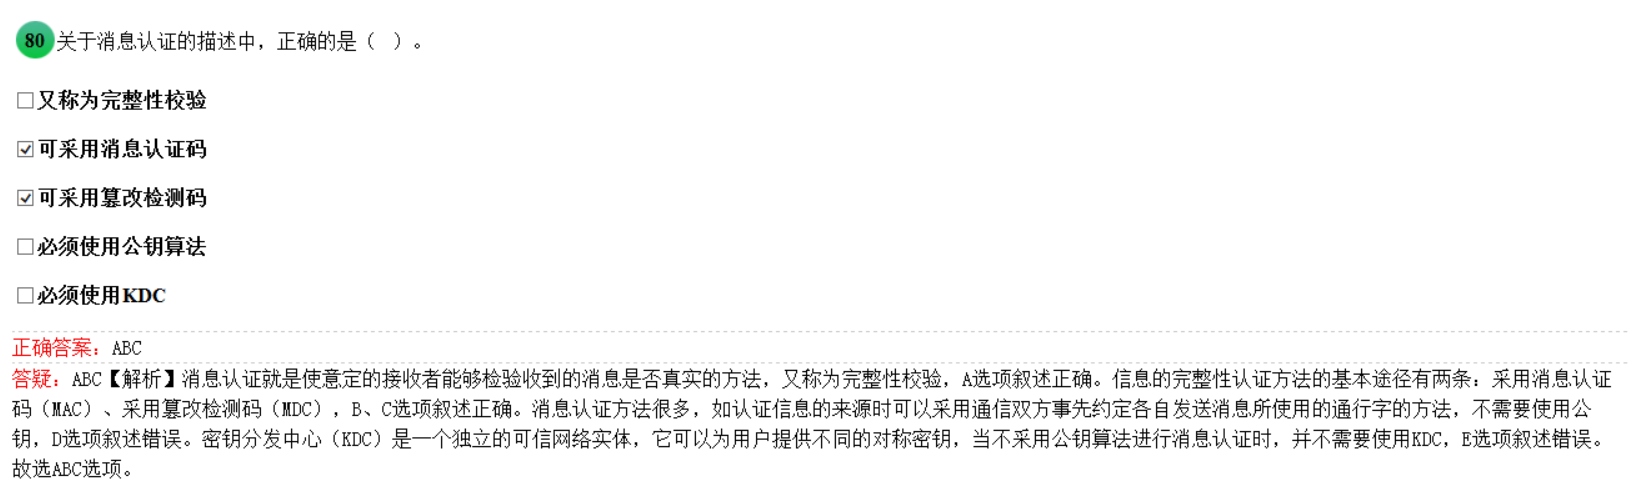 80 关于消息认证的描述中，正确的是（ ）。
又称为完整性校验
可采用消息认证码
可采用篡改检测码
必须使用公钥算法
必须使用KDC
正确答案：ABC
答疑：ABC【解析】消息认证就是使意定的接收者能够检验收到的消息是否真实的方法，又称为完整性校验，A选项叙述正确。信息的完整性认证方法的基本途径有两条：采用消息认证
码（MAC）、采用篡改检测码（MDC），B、C选项叙述正确。消息认证方法很多，如认证信息的来源时可以采用通信双方事先约定各自发送消息所使用的通行字的方法，不需要使用公
钥，D选项叙述错误。密钥分发中心（KDC）是一个独立的可信网络实体，它可以为用户提供不同的对称密钥，当不采用公钥算法进行消息认证时，并不需要使用KDC，E选项叙述错误。
故选ABC选项。